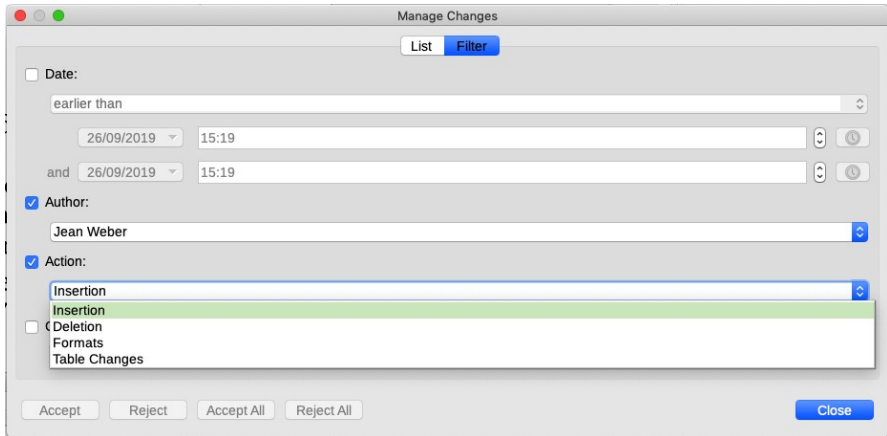 Manage Changes
List Filter
Date:
earlier than
26/09/2019 15:19
and 26/09/2019 15:19
Author:
Jean Weber
Action:
Insertion
Insertion
Deletion
Formats
Table Changes
Accept Reject Accept All Reject All Close